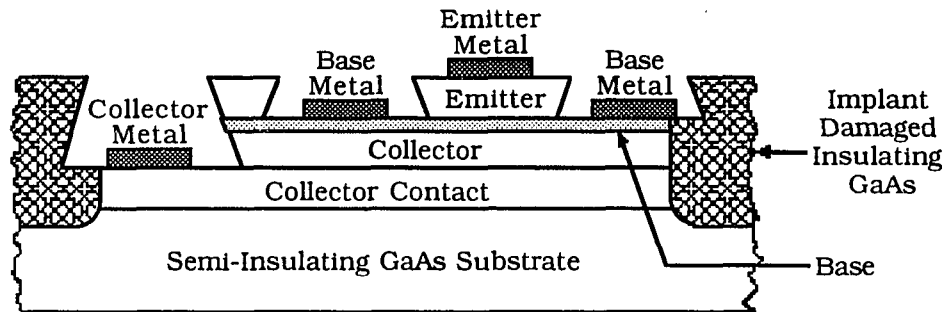 Emitter
Metal
Base
Metal
Base
Metal
Emitter
Collector
Metal
Collector
Collector Contact
Semi-Insulating GaAs Substrate
Implant
Damaged
Insulating
GaAs
Base